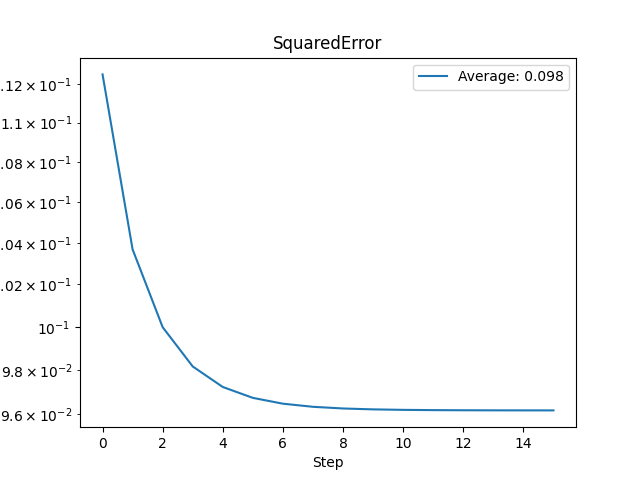 SquaredError
Average: 0.098
.12 × 10⁻¹
1.1 × 10⁻¹
.08 × 10⁻¹
.06 × 10⁻¹
.04 × 10⁻¹
.02 × 10⁻¹
10⁻¹
9.8 × 10⁻²
9.6 × 10⁻²
0 2 4 6 8 10 12 14
Step